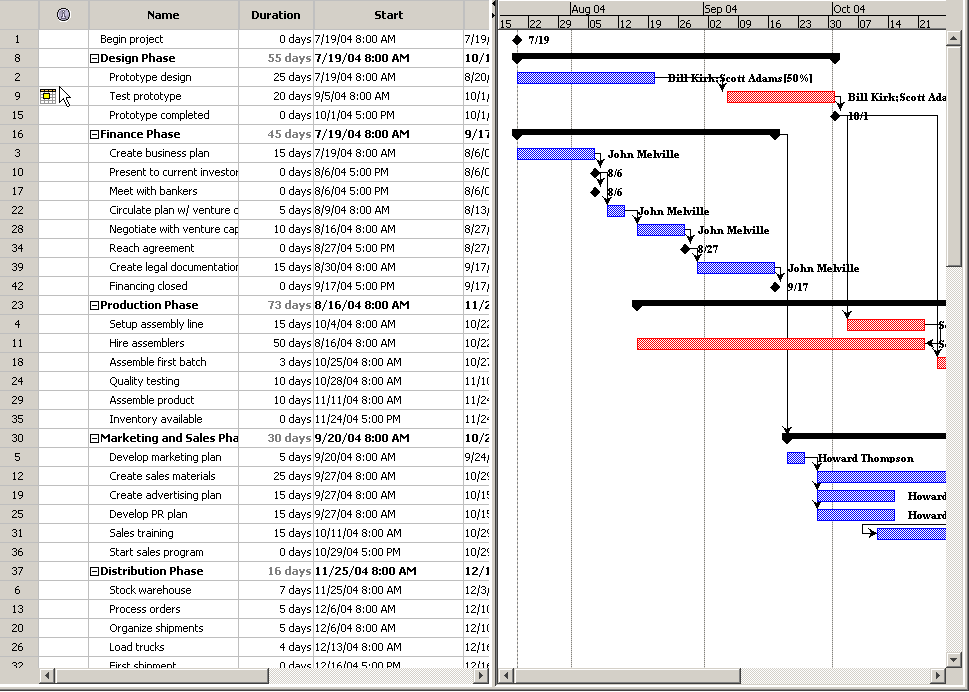 Name Duration Start
Aug 04 Sep 04 Oct 04
15 22 29 05 12 19 26 02 09 16 23 30 07 14 21
1 Begin project 0 days 7/19/04 8:00 AM 7/19/ 7/19
8 Design Phase 55 days 7/19/04 8:00 AM 10/1
2 Prototype design 25 days 7/19/04 8:00 AM 8/20/ Bill Kirk;Scott Adams[50%]
9 Test prototype 20 days 9/5/04 8:00 AM 10/1/ Bill Kirk;Scott Ada
15 Prototype completed 0 days 10/1/04 5:00 PM 10/1/ 10/1
16 Finance Phase 45 days 7/19/04 8:00 AM 9/17
3 Create business plan 15 days 7/19/04 8:00 AM 8/6/0 John Melville
10 Present to current investor 0 days 8/6/04 5:00 PM 8/6/0 8/6
17 Meet with bankers 0 days 8/6/04 5:00 PM 8/6/0 8/6
22 Circulate plan w/ venture c 5 days 8/9/04 8:00 AM 8/13/ John Melville
28 Negotiate with venture cap 10 days 8/16/04 8:00 AM 8/27/ John Melville
34 Reach agreement 0 days 8/27/04 5:00 PM 8/27/ 8/27
39 Create legal documentation 15 days 8/30/04 8:00 AM 9/17/ John Melville
42 Financing closed 0 days 9/17/04 5:00 PM 9/17/ 9/17
23 Production Phase 73 days 8/16/04 8:00 AM 11/2
4 Setup assembly line 15 days 10/4/04 8:00 AM 10/22
11 Hire assemblers 50 days 8/16/04 8:00 AM 10/22
18 Assemble first batch 3 days 10/25/04 8:00 AM 10/27
24 Quality testing 10 days 10/28/04 8:00 AM 11/10
29 Assemble product 10 days 11/11/04 8:00 AM 11/24
35 Inventory available 0 days 11/24/04 5:00 PM 11/24
30 Marketing and Sales Pha 30 days 9/20/04 8:00 AM 10/2
5 Develop marketing plan 5 days 9/20/04 8:00 AM 9/24/ Howard Thompson
12 Create sales materials 25 days 9/27/04 8:00 AM 10/29
19 Create advertising plan 15 days 9/27/04 8:00 AM 10/15 Howard
25 Develop PR plan 15 days 9/27/04 8:00 AM 10/15 Howard
31 Sales training 15 days 10/11/04 8:00 AM 10/29
36 Start sales program 0 days 10/29/04 5:00 PM 10/29
37 Distribution Phase 16 days 11/25/04 8:00 AM 12/1
6 Stock warehouse 7 days 11/25/04 8:00 AM 12/3/
13 Process orders 5 days 12/6/04 8:00 AM 12/10
20 Organize shipments 5 days 12/6/04 8:00 AM 12/10
26 Load trucks 4 days 12/13/04 8:00 AM 12/16
32 First shipment 0 days 12/16/04 5:00 PM 12/16